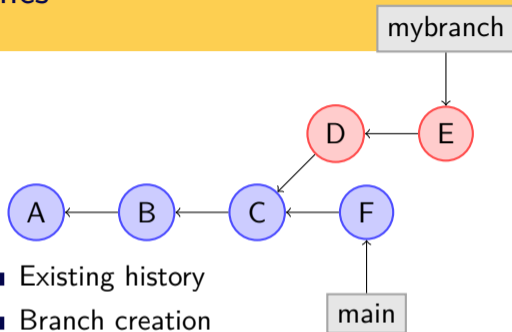 mybranch
D E
A B C F
Existing history
Branch creation
main